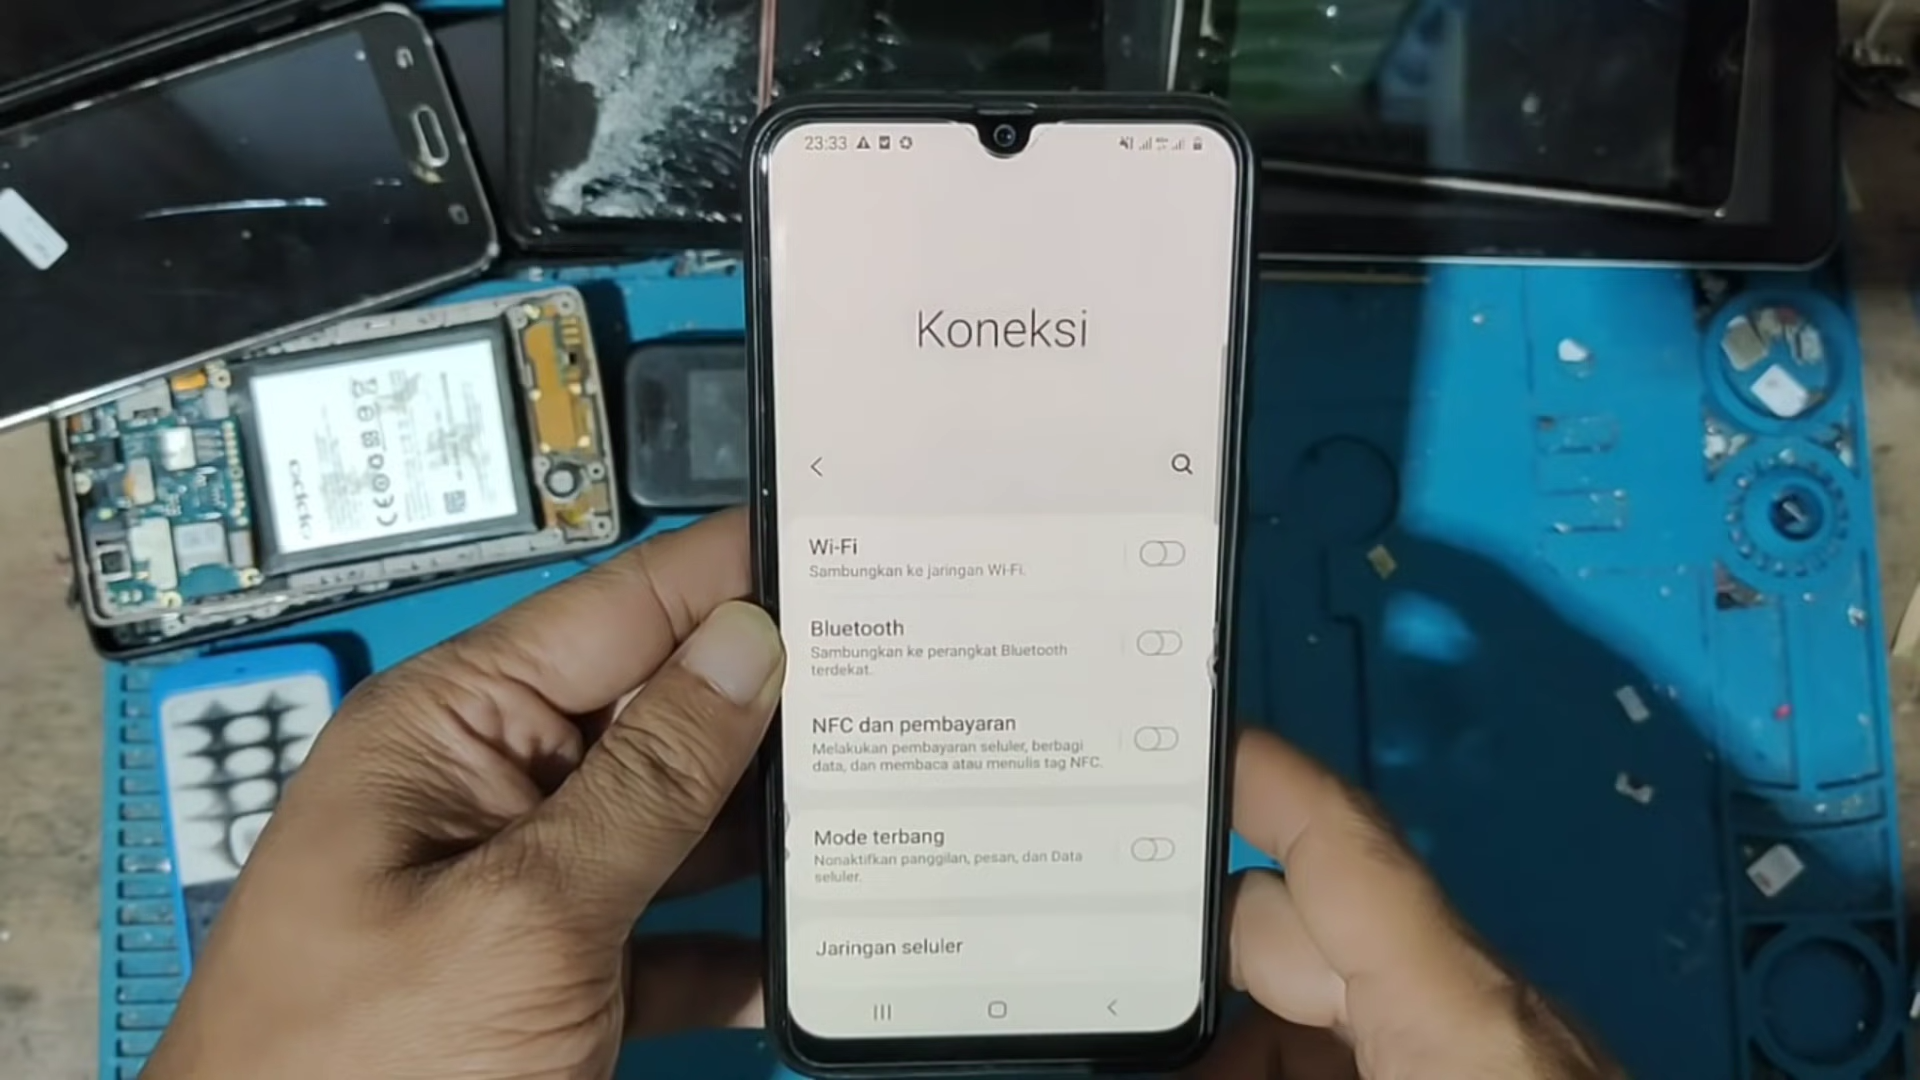 23:33
Koneksi
Wi-Fi
Sambungkan ke jaringan Wi-Fi.
Bluetooth
Sambungkan ke perangkat Bluetooth
terdekat.
NFC dan pembayaran
Melakukan pembayaran seluler, berbagi
data, dan membaca atau menulis tag NFC.
Mode terbang
Nonaktifkan panggilan, pesan, dan Data
seluler.
Jaringan seluler
oppo